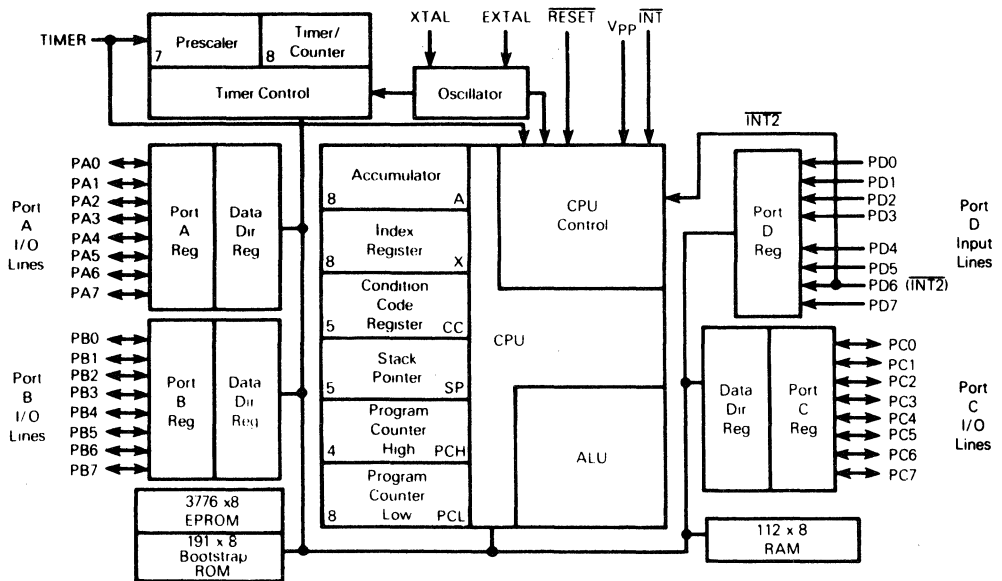 XTAL EXTAL RESET VPP INT
TIMER
Prescaler
7
Timer/
Counter
8
Timer Control
Oscillator
INT2
Port
A
I/O
Lines
PA0
PA1
PA2
PA3
PA4
PA5
PA6
PA7
Port
A
Reg
Data
Dir
Reg
Port
B
I/O
Lines
PB0
PB1
PB2
PB3
PB4
PB5
PB6
PB7
Port
B
Reg
Data
Dir
Reg
3776 x8
EPROM
191 x 8
Bootstrap
ROM
Accumulator
8 A
Index
Register
8 X
Condition
Code
Register
5 CC
Stack
Pointer
5 SP
Program
Counter
High
4 PCH
Program
Counter
Low
8 PCL
CPU
Control
CPU
ALU
Port
D
Reg
PD0
PD1
PD2
PD3
PD4
PD5
PD6 (INT2)
PD7
Port
D
Input
Lines
Data
Dir
Reg
Port
C
Reg
PC0
PC1
PC2
PC3
PC4
PC5
PC6
PC7
Port
C
I/O
Lines
112 x 8
RAM